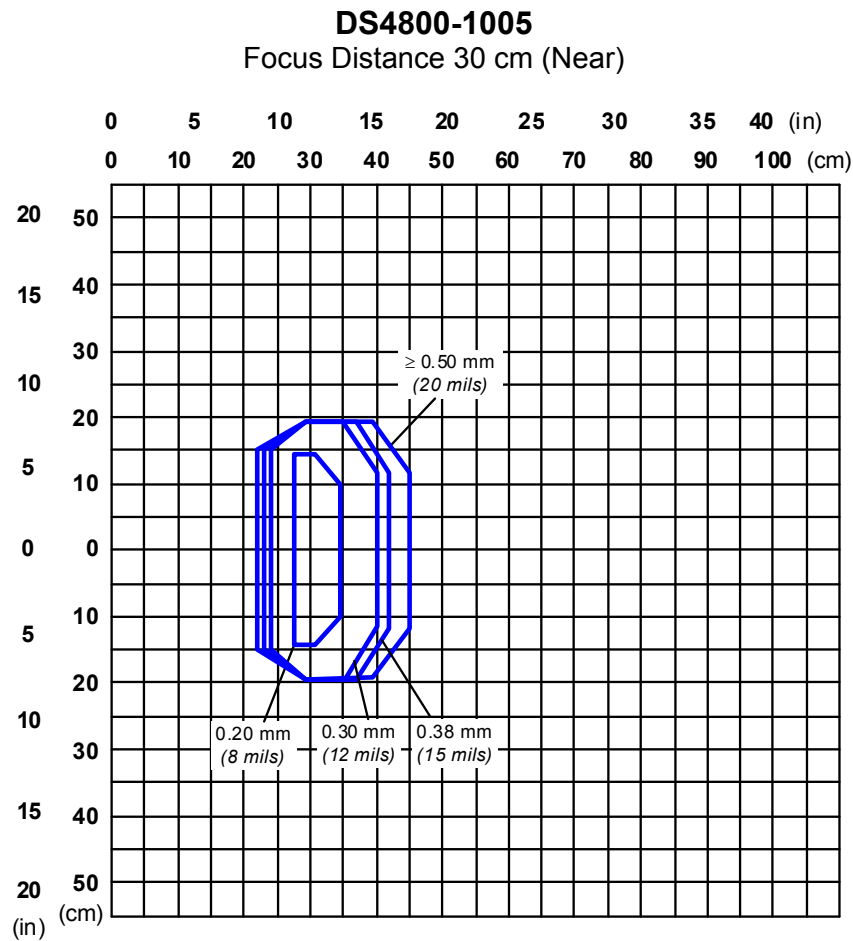 DS4800-1005
Focus Distance 30 cm (Near)
0 5 10 15 20 25 30 35 40 (in)
0 10 20 30 40 50 60 70 80 90 100 (cm)
20 50
15 40
30
10
20
≥ 0.50 mm
(20 mils)
5 10
0 0
5 10
20
10 30
0.20 mm
(8 mils)
0.30 mm
(12 mils)
0.38 mm
(15 mils)
15 40
20 50
(in) (cm)